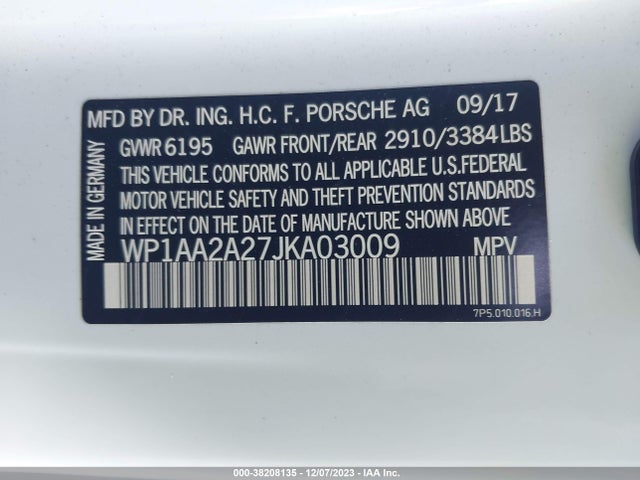 MFD BY DR. ING. H.C. F. PORSCHE AG 09/17
GVWR 6195 GAWR FRONT/REAR 2910/3384LBS
THIS VEHICLE CONFORMS TO ALL APPLICABLE U.S.FEDERAL
MOTOR VEHICLE SAFETY AND THEFT PREVENTION STANDARDS
IN EFFECT ON THE DATE OF MANUFACTURE SHOWN ABOVE
WP1AA2A27JKA03009 MPV
MADE IN GERMANY
7P5.010.016.H
000-38208135 - 12/07/2023 - IAA Inc.